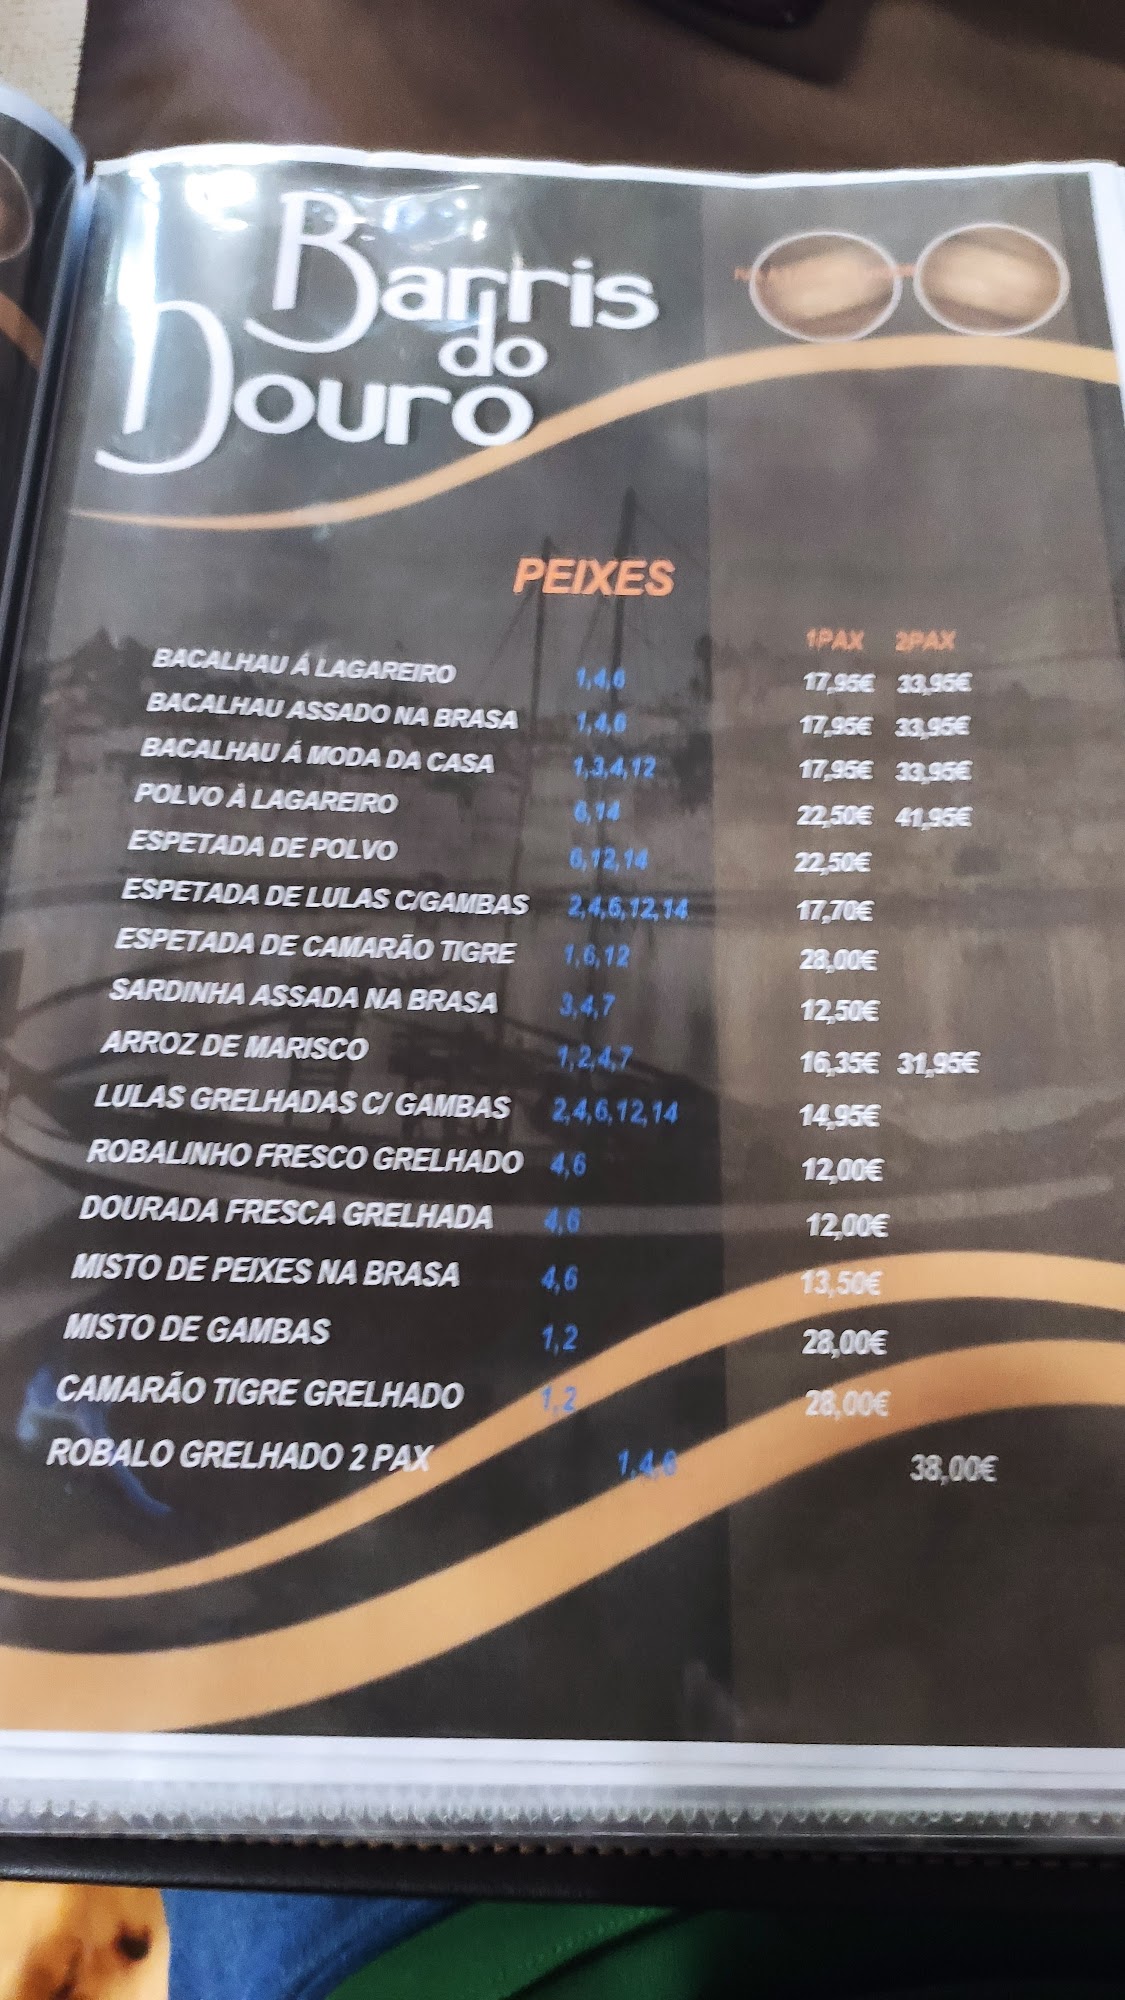 Barris
do
Douro
PEIXES
1PAX 2PAX
BACALHAU Á LAGAREIRO 1,4,6 17,95€ 33,95€
BACALHAU ASSADO NA BRASA 1,4,6 17,95€ 33,95€
BACALHAU Á MODA DA CASA 1,3,4,12 17,95€ 33,95€
POLVO À LAGAREIRO 6,14 22,50€ 41,95€
ESPETADA DE POLVO 6,12,14 22,50€
ESPETADA DE LULAS C/GAMBAS 2,4,6,12,14 17,70€
ESPETADA DE CAMARÃO TIGRE 1,6,12 28,00€
SARDINHA ASSADA NA BRASA 3,4,7 12,50€
ARROZ DE MARISCO 1,2,4,7 16,35€ 31,95€
LULAS GRELHADAS C/ GAMBAS 2,4,6,12,14 14,95€
ROBALINHO FRESCO GRELHADO 4,6 12,00€
DOURADA FRESCA GRELHADA 4,6 12,00€
MISTO DE PEIXES NA BRASA 4,6 13,50€
MISTO DE GAMBAS 1,2 28,00€
CAMARÃO TIGRE GRELHADO 1,2 28,00€
ROBALO GRELHADO 2 PAX 1,4,6 38,00€